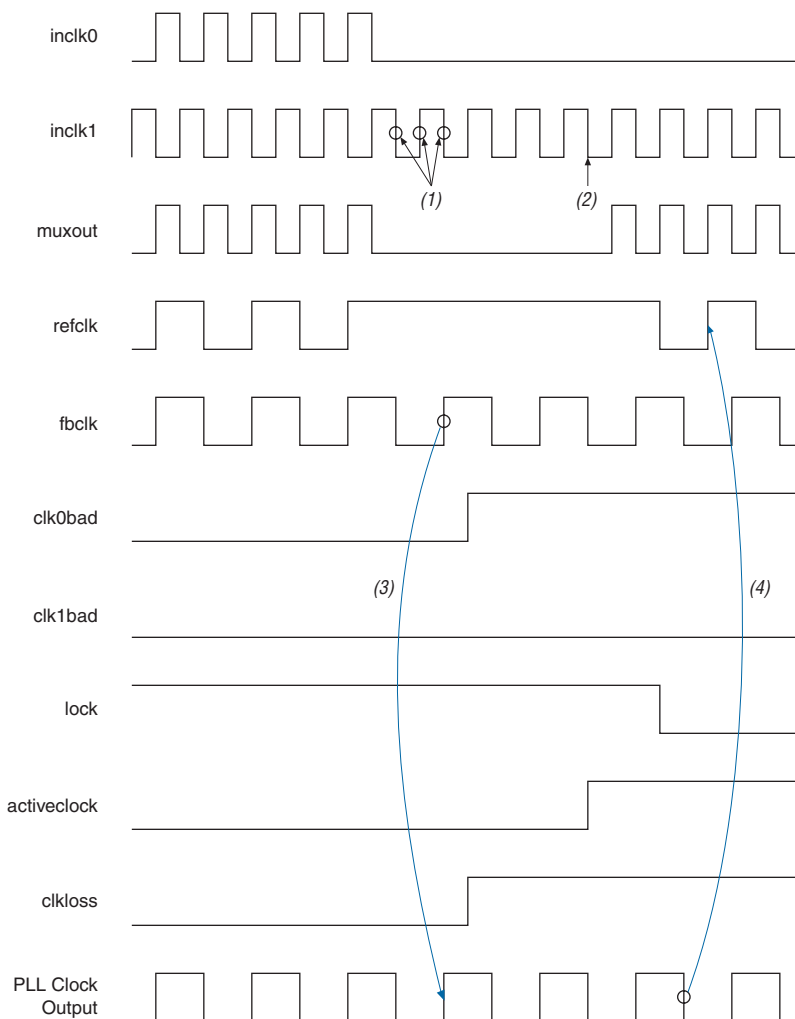 inclk0
inclk1
(1)
(2)
muxout
refclk
fbclk
clk0bad
(3)
(4)
clk1bad
lock
activeclock
clkloss
PLL Clock
Output